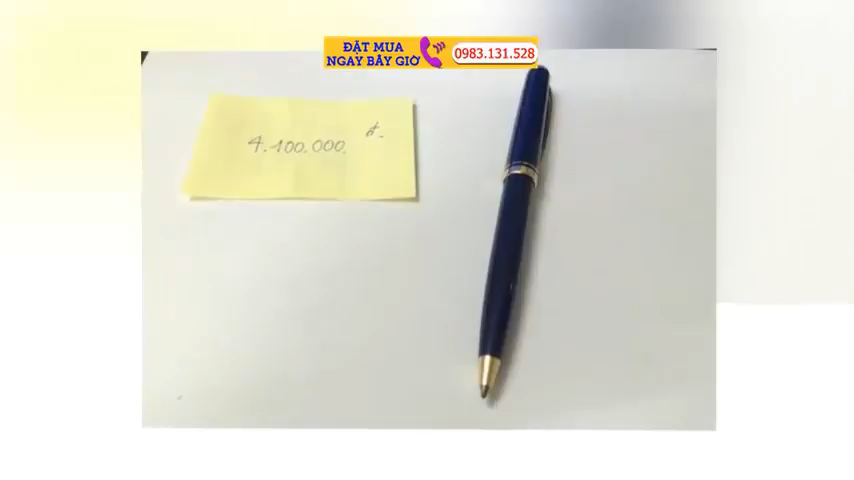 ĐẶT MUA
NGAY BÂY GIỜ
0983.131.528
4.100.000 đ.